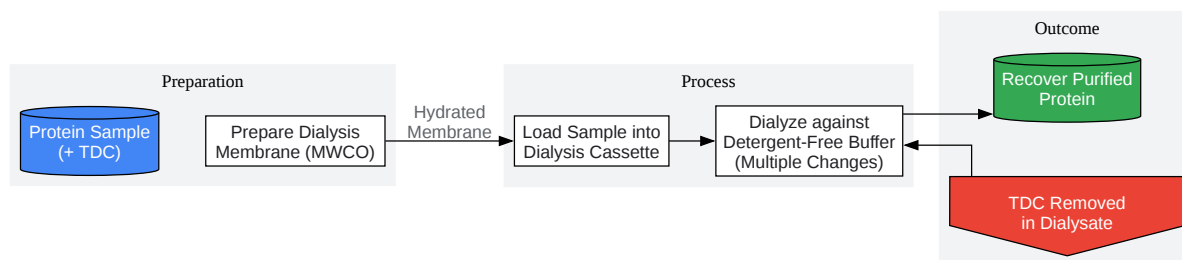 Preparation
Protein Sample
(+ TDC)
Prepare Dialysis
Membrane (MWCO)
Hydrated
Membrane
Process
Load Sample into
Dialysis Cassette
Dialyze against
Detergent-Free Buffer
(Multiple Changes)
Outcome
Recover Purified
Protein
TDC Removed
in Dialysate